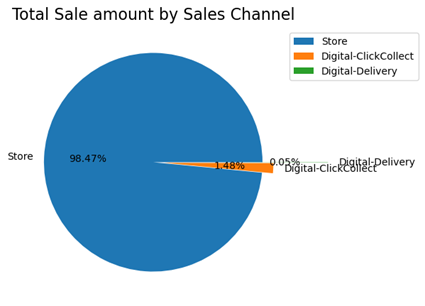 Total Sale amount by Sales Channel
Store
Digital-ClickCollect
Digital-Delivery
Store
98.47%
1.48%
0.05%
Digital-Delivery
Digital-ClickCollect